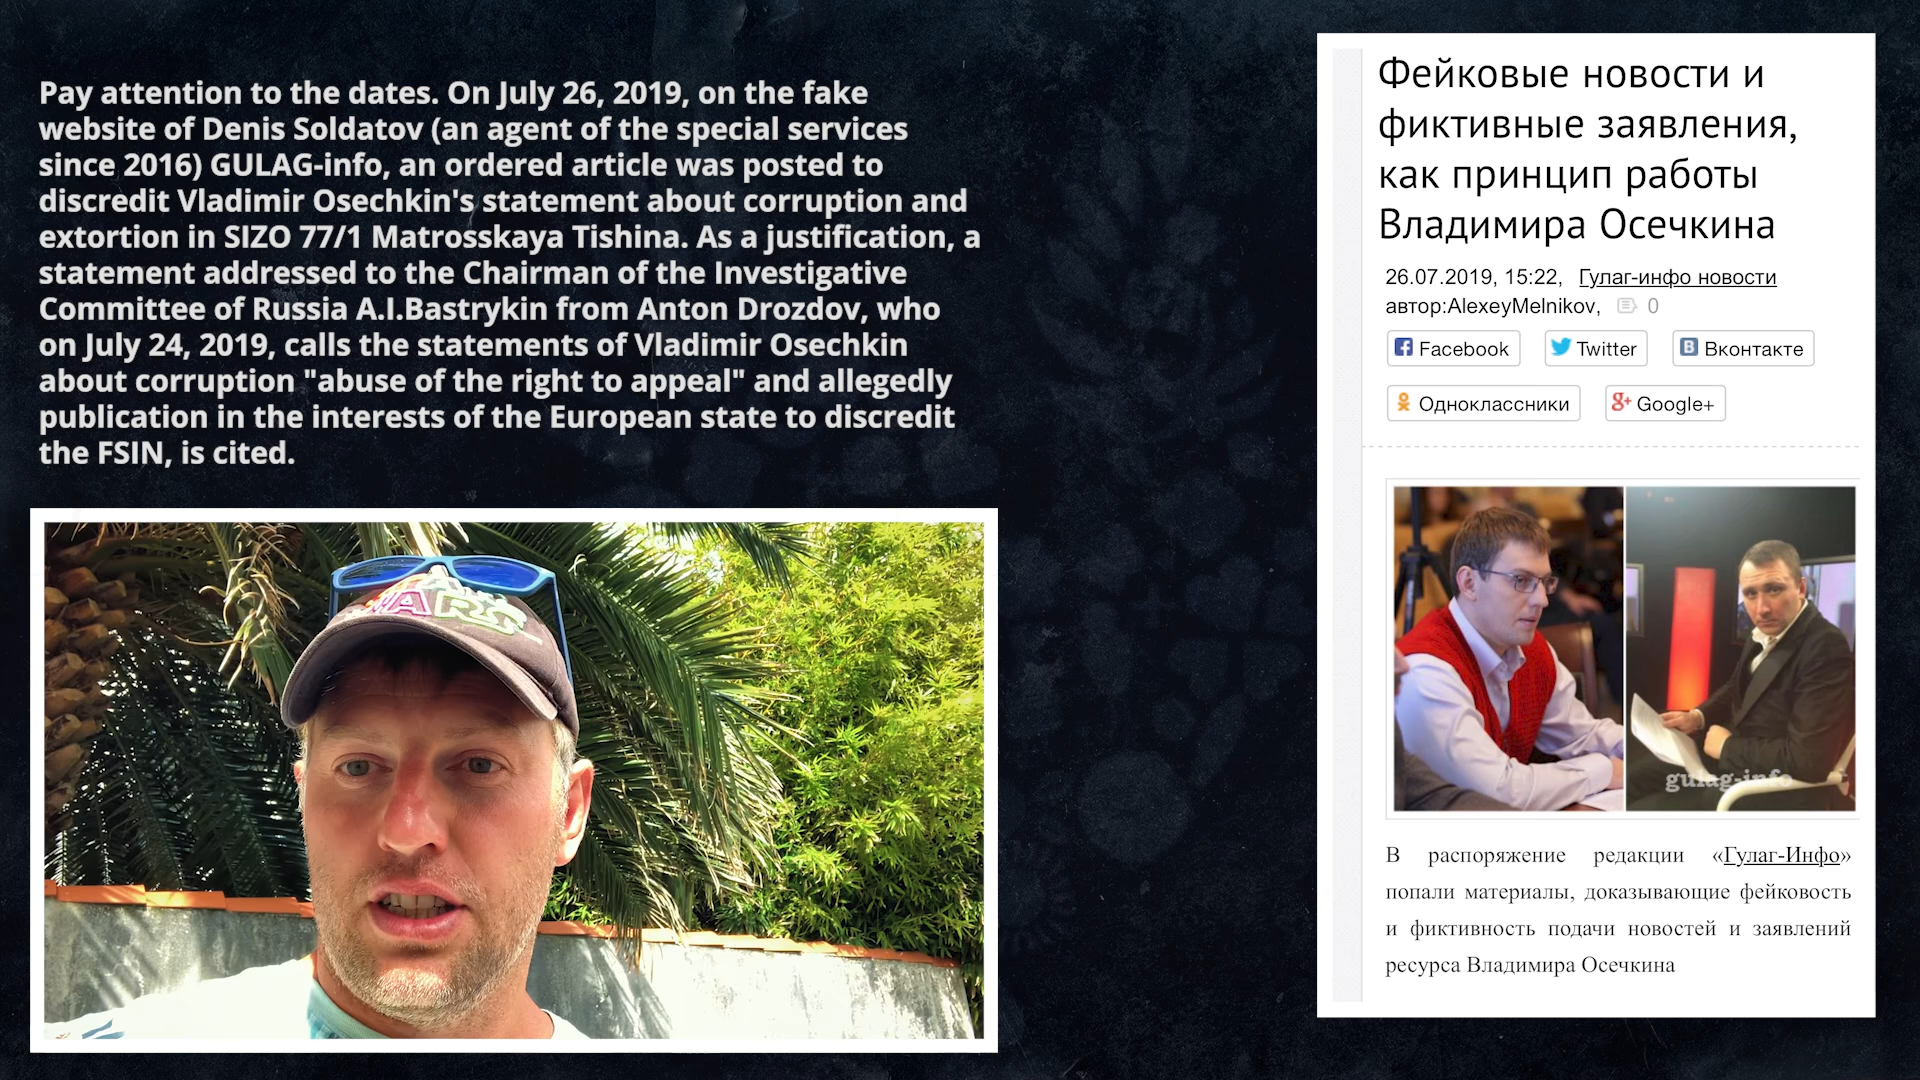 Pay attention to the dates. On July 26, 2019, on the fake
website of Denis Soldatov (an agent of the special services
since 2016) GULAG-info, an ordered article was posted to
discredit Vladimir Osechkin's statement about corruption and
extortion in SIZO 77/1 Matrosskaya Tishina. As a justification, a
statement addressed to the Chairman of the Investigative
Committee of Russia A.I.Bastrykin from Anton Drozdov, who
on July 24, 2019, calls the statements of Vladimir Osechkin
about corruption "abuse of the right to appeal" and allegedly
publication in the interests of the European state to discredit
the FSIN, is cited.
Фейковые новости и
фиктивные заявления,
как принцип работы
Владимира Осечкина
26.07.2019, 15:22, Гулаг-инфо новости
автор:AlexeyMelnikov, 0
Facebook Twitter Вконтакте
Одноклассники Google+
gulag-info
В распоряжение редакции «Гулаг-Инфо»
попали материалы, доказывающие фейковость
и фиктивность подачи новостей и заявлений
ресурса Владимира Осечкина